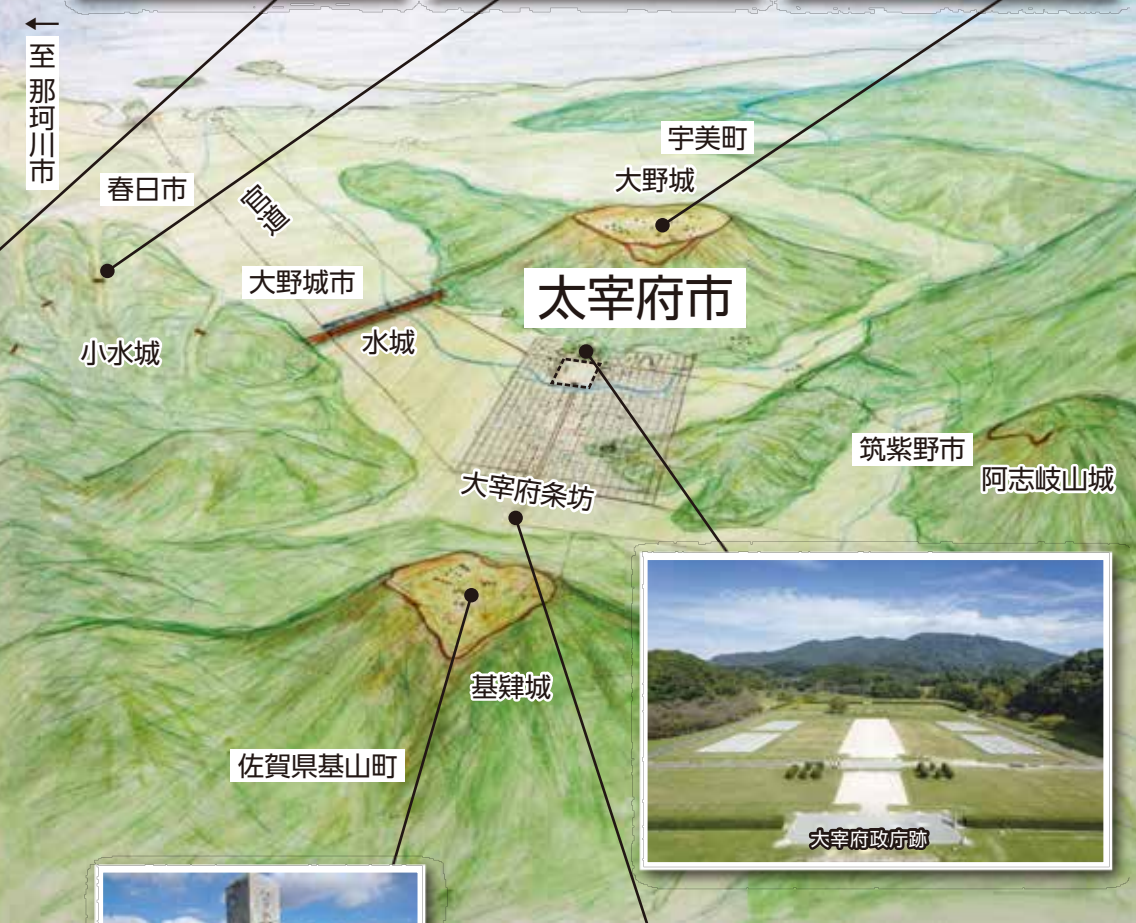 ←
至 那珂川市
宇美町
大野城
春日市
官道
大野城市
太宰府市
水城
小水城
筑紫野市
阿志岐山城
大宰府条坊
基肄城
佐賀県基山町
大宰府政庁跡